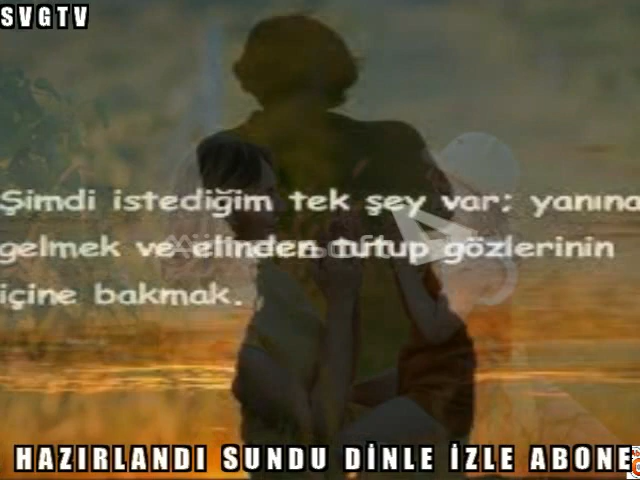 SVGTV
Şimdi istediğim tek şey var; yanına
gelmek ve elinden tutup gözlerinin
içine bakmak.
HAZIRLANDI SUNDU DİNLE İZLE ABONE